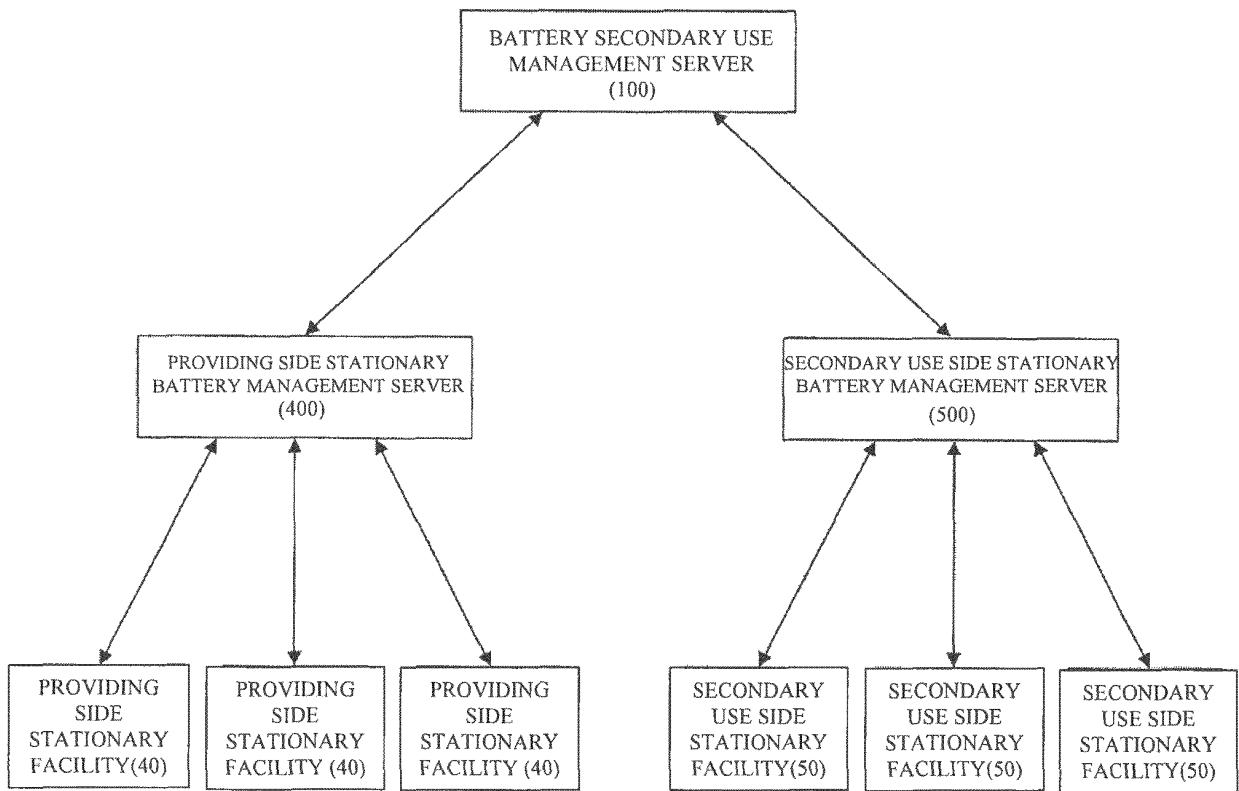 BATTERY SECONDARY USE
MANAGEMENT SERVER
(100)
PROVIDING SIDE STATIONARY
BATTERY MANAGEMENT SERVER
(400)
SECONDARY USE SIDE STATIONARY
BATTERY MANAGEMENT SERVER
(500)
PROVIDING
SIDE
STATIONARY
FACILITY(40)
PROVIDING
SIDE
STATIONARY
FACILITY (40)
PROVIDING
SIDE
STATIONARY
FACILITY (40)
SECONDARY
USE SIDE
STATIONARY
FACILITY(50)
SECONDARY
USE SIDE
STATIONARY
FACILITY(50)
SECONDARY
USE SIDE
STATIONARY
FACILITY(50)